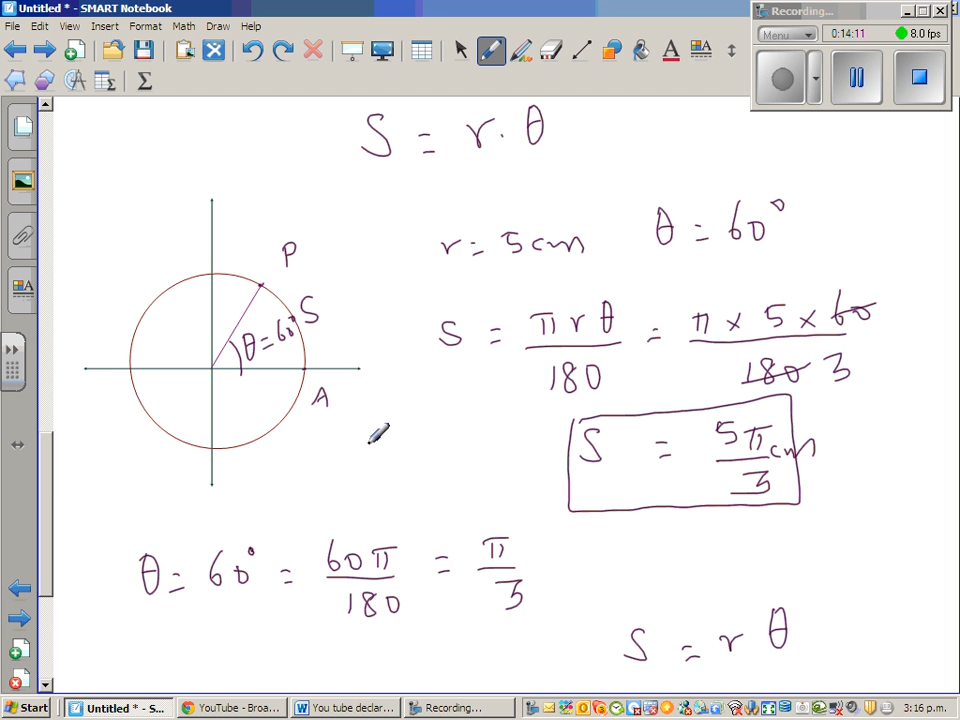 Untitled * - SMART Notebook
Recording...
File Edit View Insert Format Math Draw Help
Menu 0:14:11 8.0 fps
S = r . θ
P
r = 5 cm θ = 60°
S
θ = 60°
S = π r θ / 180 = π × 5 × 60 / 180 3
A
S = 5π / 3 cm
θ = 60° = 60π / 180 = π / 3
S = r θ
Start Untitled * - S... YouTube - Broa... You tube declar... Recording... 3:16 p.m.